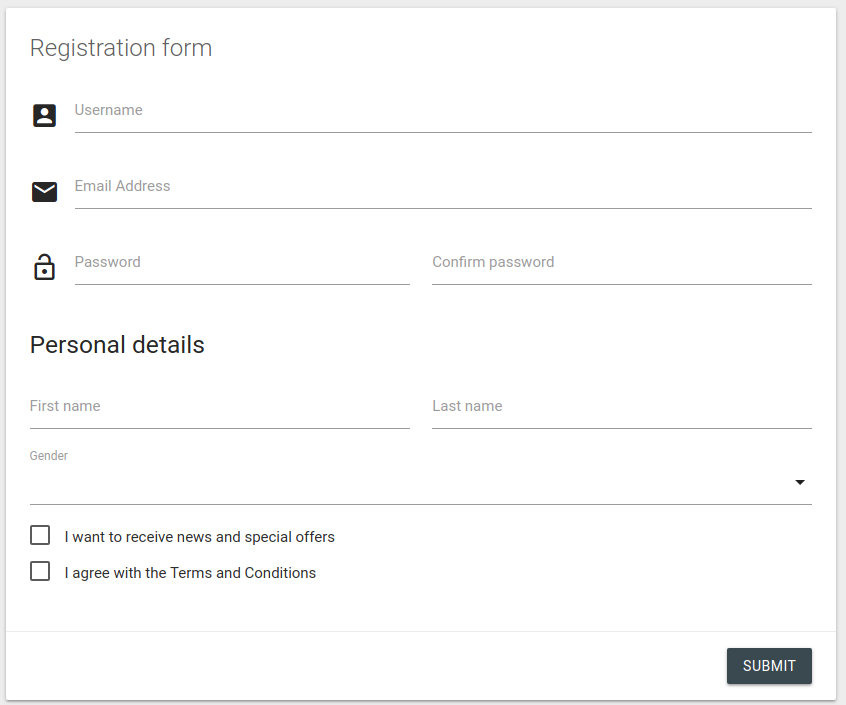 Registration form
Username
Email Address
Password Confirm password
Personal details
First name Last name
Gender
I want to receive news and special offers
I agree with the Terms and Conditions
SUBMIT